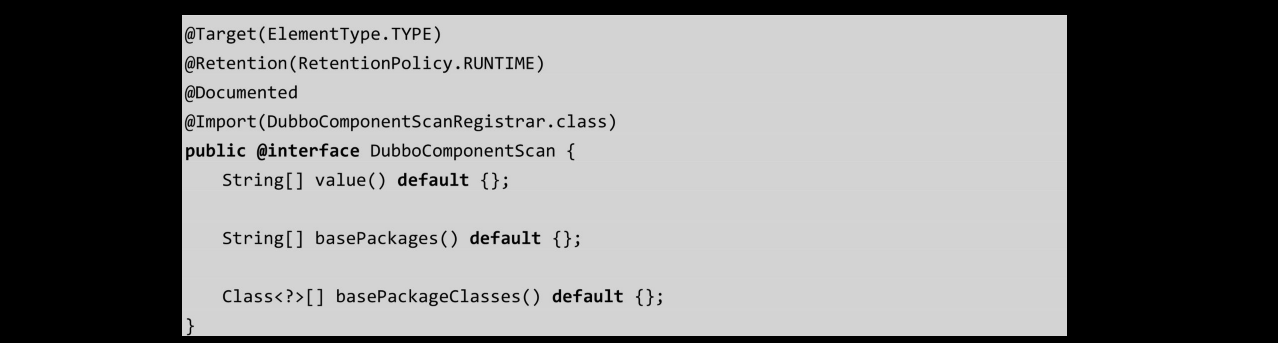 @Target(ElementType.TYPE)
@Retention(RetentionPolicy.RUNTIME)
@Documented
@Import(DubboComponentScanRegistrar.class)
public @interface DubboComponentScan {
    String[] value() default {};

    String[] basePackages() default {};

    Class<?>[] basePackageClasses() default {};
}